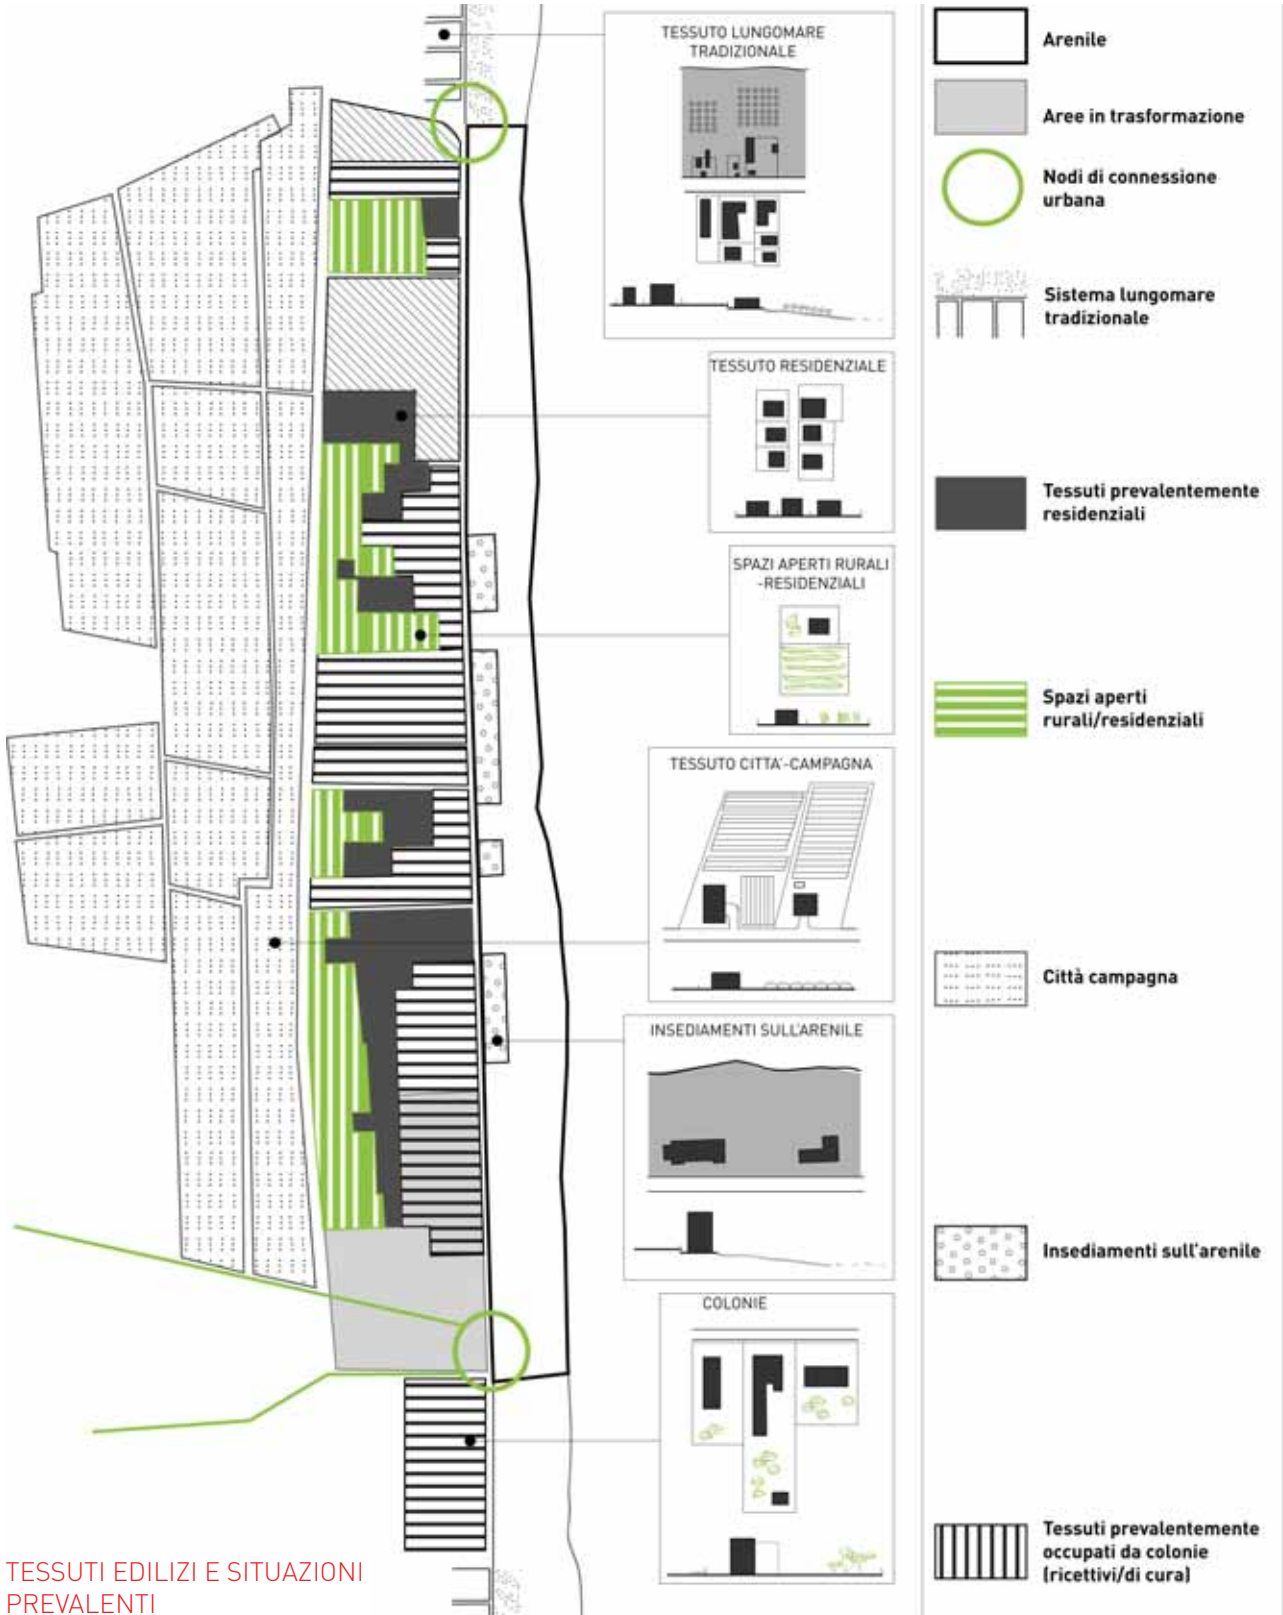 TESSUTO LUNGOMARE
TRADIZIONALE
TESSUTO RESIDENZIALE
SPAZI APERTI RURALI
-RESIDENZIALI
TESSUTO CITTA'-CAMPAGNA
INSEDIAMENTI SULL'ARENILE
COLONIE
Arenile
Aree in trasformazione
Nodi di connessione
urbana
Sistema lungomare
tradizionale
Tessuti prevalentemente
residenziali
Spazi aperti
rurali/residenziali
Città campagna
Insediamenti sull'arenile
Tessuti prevalentemente
occupati da colonie
(ricettivi/di cura)
TESSUTI EDILIZI E SITUAZIONI
PREVALENTI